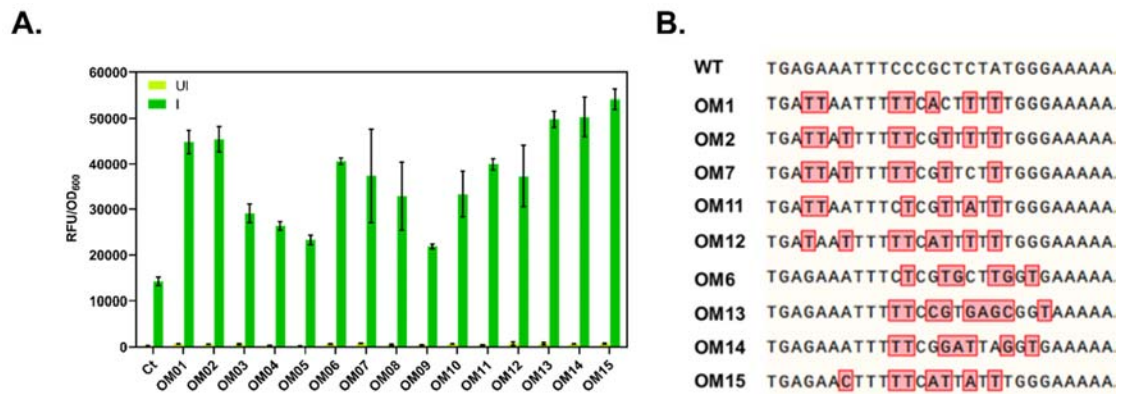 A.
60000
50000
40000
30000
20000
10000
0
RFU/OD600
UI
I
Ct
OM01
OM02
OM03
OM04
OM05
OM06
OM07
OM08
OM09
OM10
OM11
OM12
OM13
OM14
OM15
B.
WT TGAGAAATTTCCCGCTCTATGGGAAAAA
OM1 TGATTAATTTTTCACTTTTTGGGAAAAA
OM2 TGATTATTTTTTCGTTTTTTGGGAAAAA
OM7 TGATTATTTTTTCGTTCTTTGGGAAAAA
OM11 TGATTAATTTCTCGTTATTTGGGAAAAA
OM12 TGATAATTTTTTCATTTTTTGGGAAAAA
OM6 TGAGAAATTTCTCGTGCTTGGTGAAAAA
OM13 TGAGAAATTTTTCCGTGAGCGGTAAAAA
OM14 TGAGAAATTTTTCGGATTAGGTGAAAAA
OM15 TGAGAACTTTTTCATTATTTGGGAAAAA